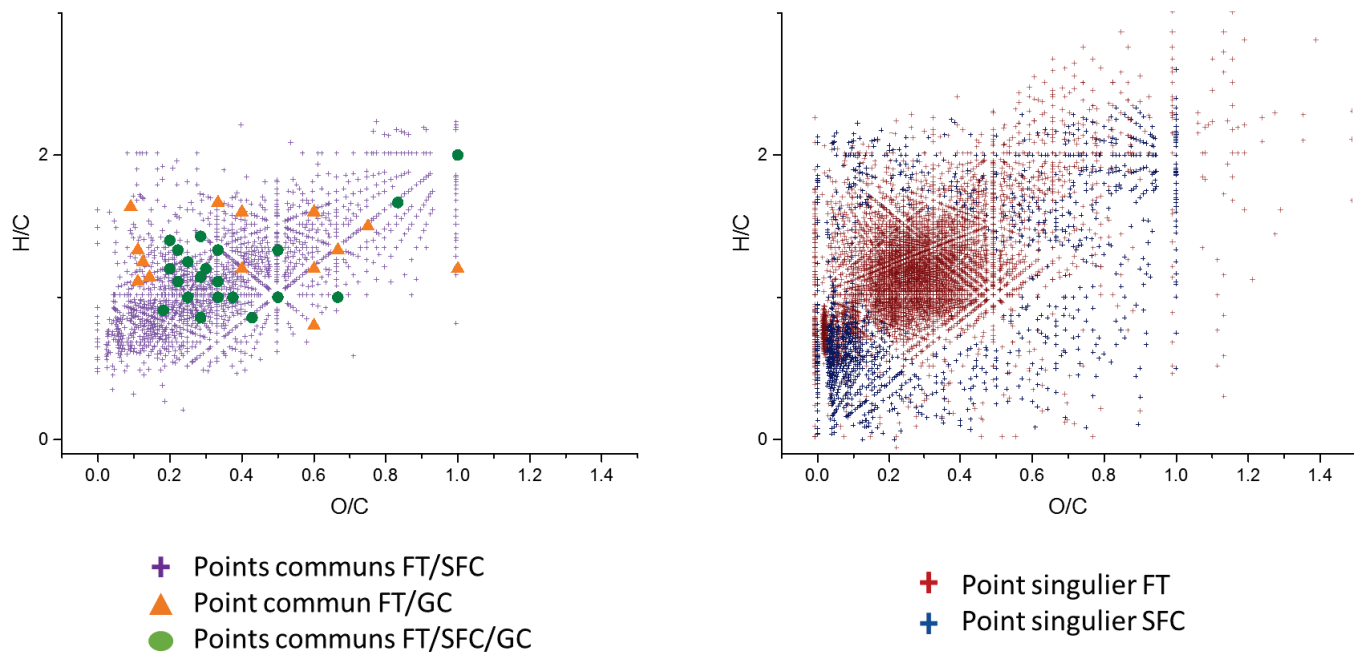 H/C
2
0
0.0 0.2 0.4 0.6 0.8 1.0 1.2 1.4
O/C
Points communs FT/SFC
Point commun FT/GC
Points communs FT/SFC/GC
H/C
2
0
0.0 0.2 0.4 0.6 0.8 1.0 1.2 1.4
O/C
Point singulier FT
Point singulier SFC